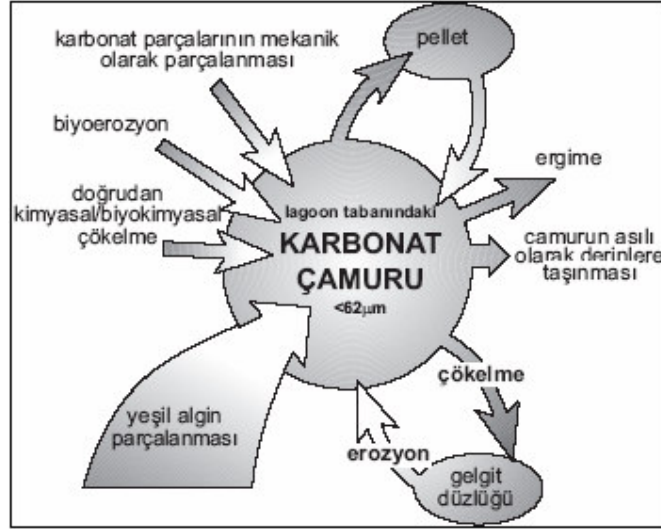 karbonat parçalarının mekanik
olarak parçalanması
pellet
biyoerozyon
ergime
doğrudan
kimyasal/biyokimyasal
çökelme
lagoon tabanındaki
KARBONAT
ÇAMURU
<62µm
camurun asılı
olarak derinlere
taşınması
çökelme
yeşil algin
parçalanması
erozyon
gelgit
düzlüğü